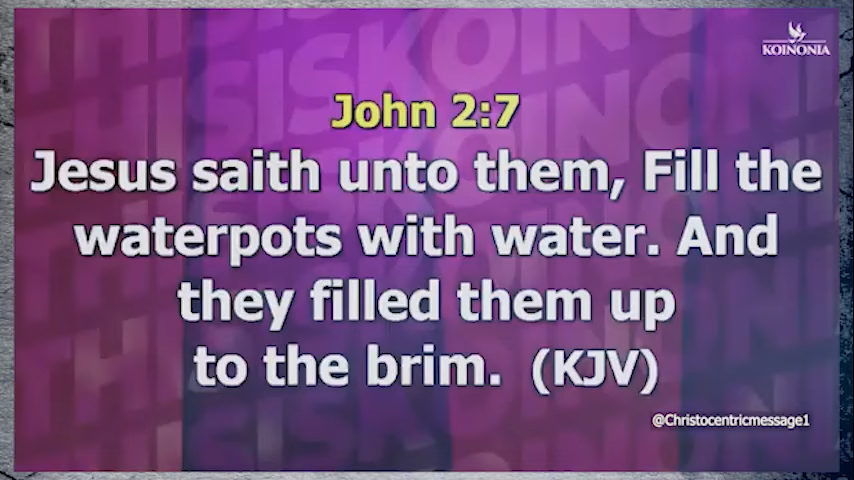 KOINONIA
John 2:7
Jesus saith unto them, Fill the
waterpots with water. And
they filled them up
to the brim. (KJV)
@Christocentricmessage1